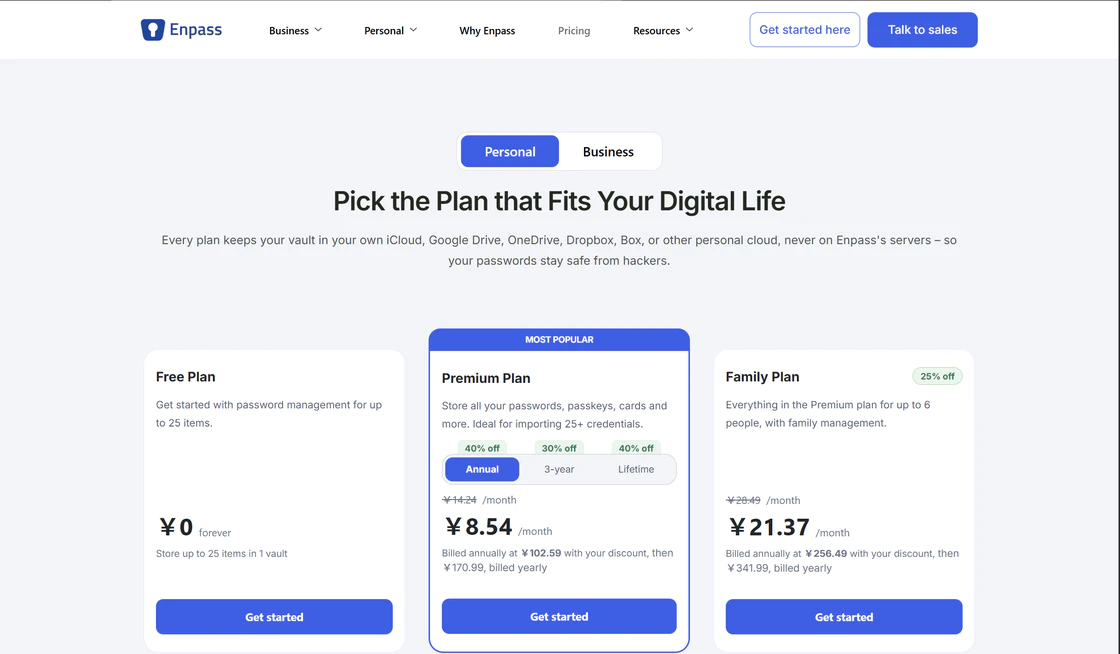 Enpass
Business
Personal
Why Enpass
Pricing
Resources
Get started here
Talk to sales
Personal
Business
Pick the Plan that Fits Your Digital Life
Every plan keeps your vault in your own iCloud, Google Drive, OneDrive, Dropbox, Box, or other personal cloud, never on Enpass's servers – so
your passwords stay safe from hackers.
Free Plan
Get started with password management for up
to 25 items.
¥0 forever
Store up to 25 items in 1 vault
Get started
MOST POPULAR
Premium Plan
Store all your passwords, passkeys, cards and
more. Ideal for importing 25+ credentials.
40% off
30% off
40% off
Annual
3-year
Lifetime
¥14.24 /month
¥8.54 /month
Billed annually at ¥102.59 with your discount, then
¥170.99, billed yearly
Get started
Family Plan
25% off
Everything in the Premium plan for up to 6
people, with family management.
¥28.49 /month
¥21.37 /month
Billed annually at ¥256.49 with your discount, then
¥341.99, billed yearly
Get started